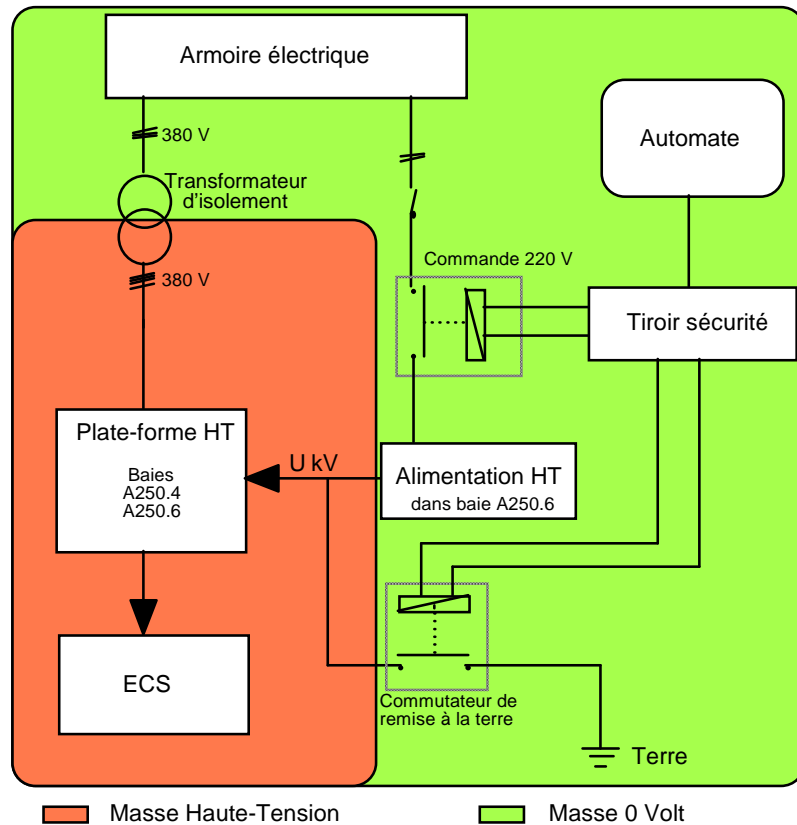 Armoire électrique
380 V
Automate
Transformateur
d'isolement
Commande 220 V
380 V
Tiroir sécurité
Plate-forme HT
Baies
A250.4
A250.6
U kV
Alimentation HT
dans baie A250.6
ECS
Commutateur de
remise à la terre
Terre
Masse Haute-Tension
Masse 0 Volt